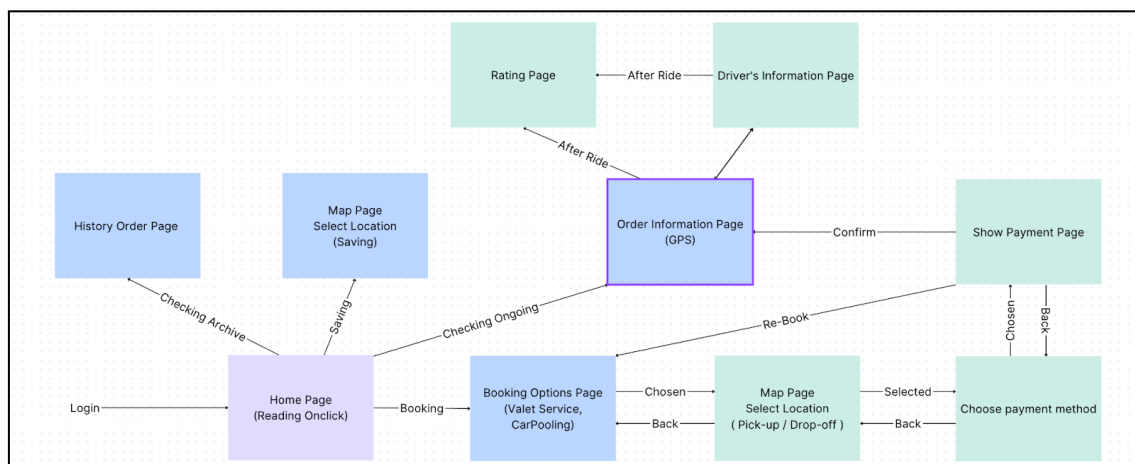 Rating Page
After Ride
Driver's Information Page
After Ride
History Order Page
Map Page
Select Location
(Saving)
Order Information Page
(GPS)
Confirm
Show Payment Page
Checking Archive
Saving
Checking Ongoing
Re-Book
Chosen
Back
Login
Home Page
(Reading Onclick)
Booking
Booking Options Page
(Valet Service,
CarPooling)
Chosen
Back
Map Page
Select Location
( Pick-up / Drop-off )
Selected
Back
Choose payment method